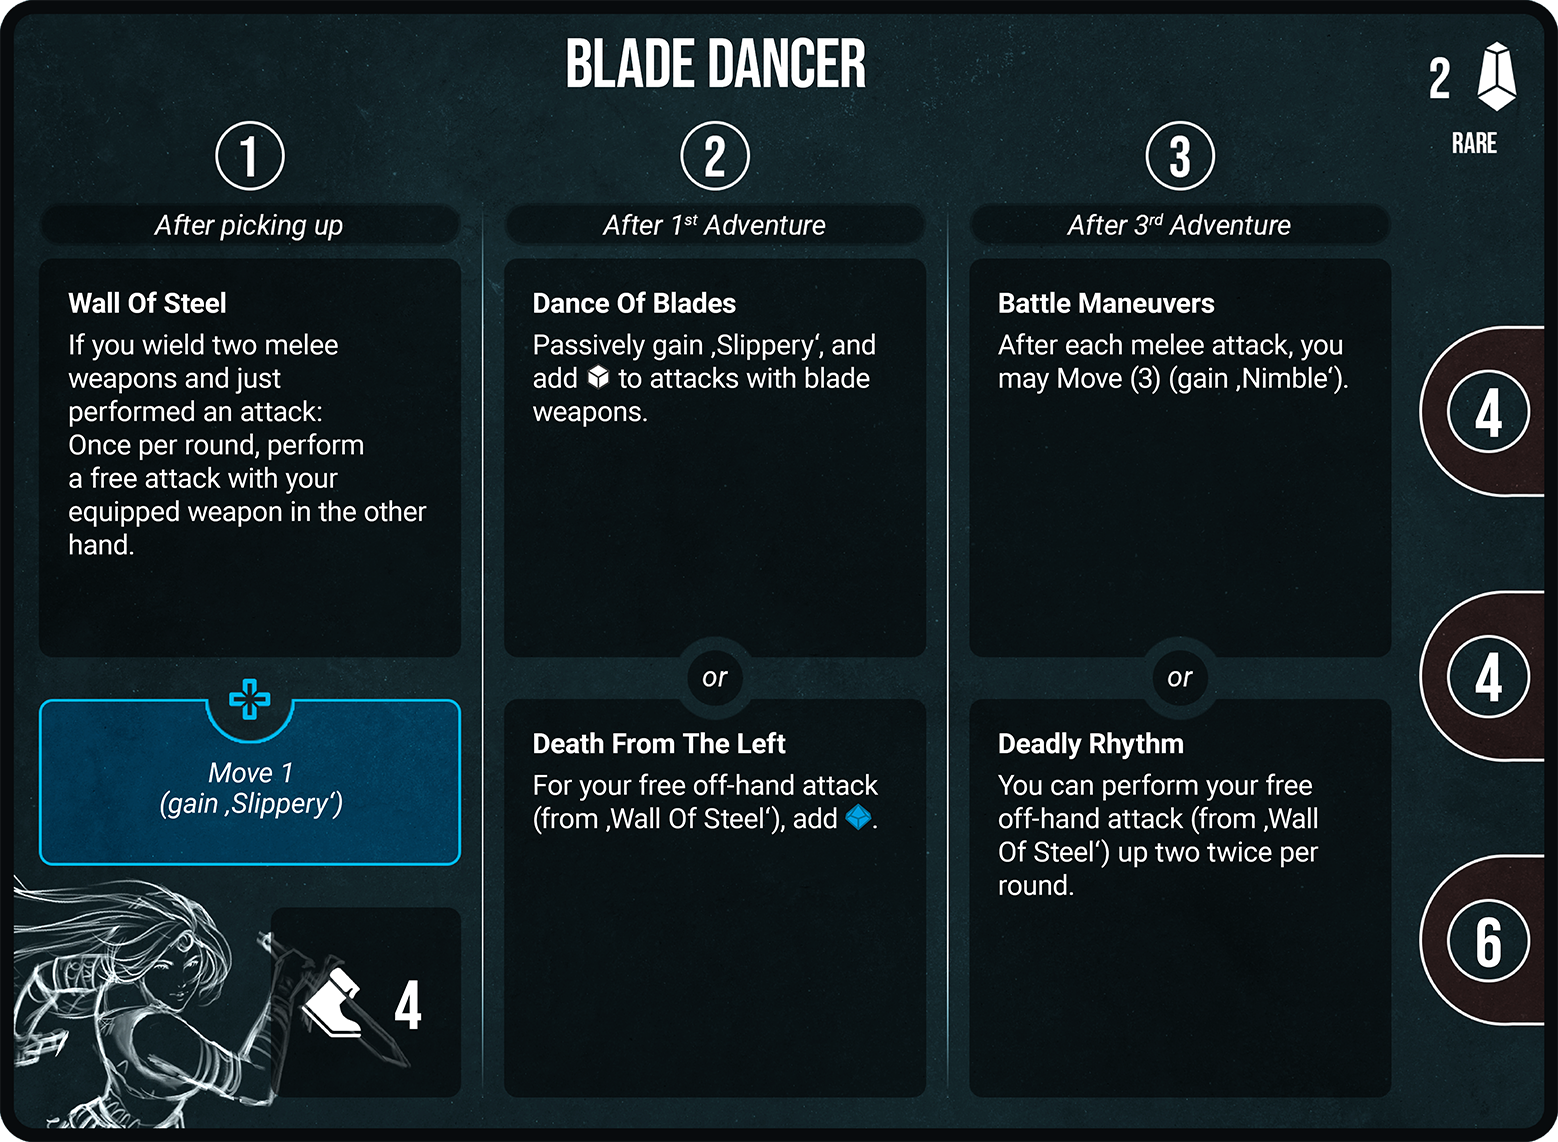 BLADE DANCER
2
RARE
1
After picking up
Wall Of Steel
If you wield two melee
weapons and just
performed an attack:
Once per round, perform
a free attack with your
equipped weapon in the other
hand.
Move 1
(gain ‚Slippery‘)
4
2
After 1st Adventure
Dance Of Blades
Passively gain ‚Slippery‘, and
add to attacks with blade
weapons.
or
Death From The Left
For your free off-hand attack
(from ‚Wall Of Steel‘), add .
3
After 3rd Adventure
Battle Maneuvers
After each melee attack, you
may Move (3) (gain ‚Nimble‘).
or
Deadly Rhythm
You can perform your free
off-hand attack (from ‚Wall
Of Steel‘) up two twice per
round.
4
4
6